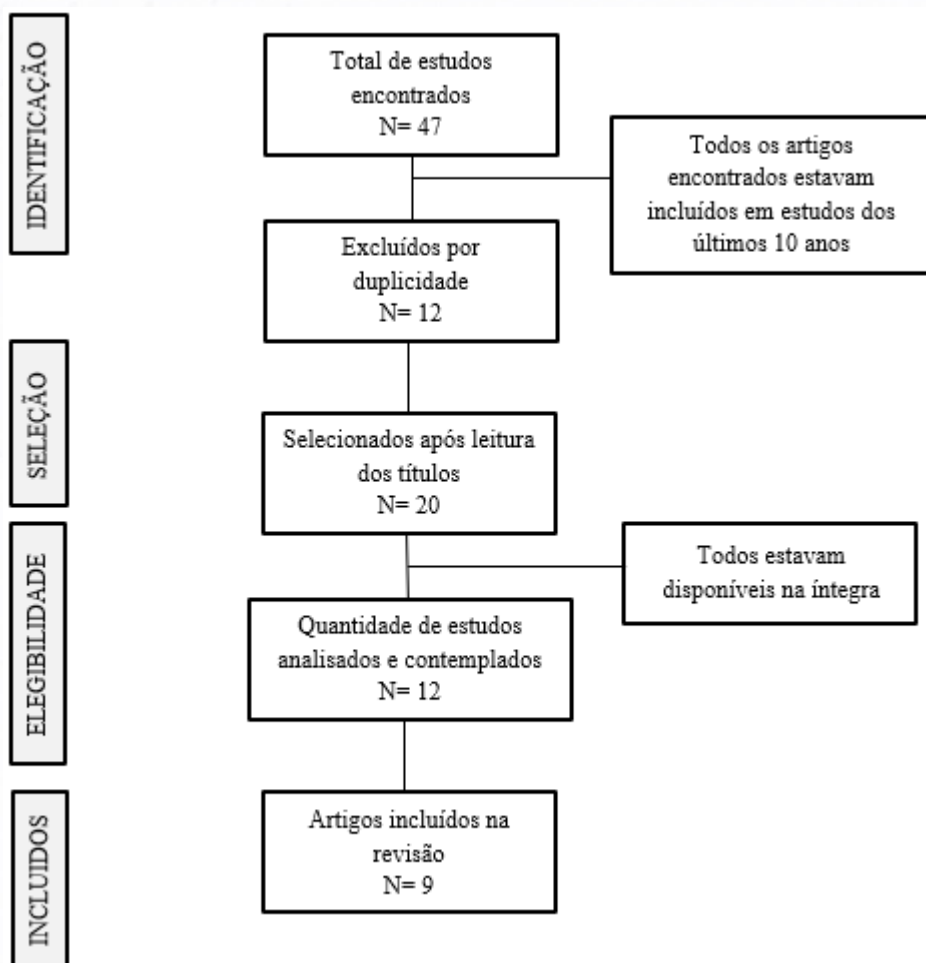 IDENTIFICAÇÃO
Total de estudos
encontrados
N= 47
Todos os artigos
encontrados estavam
incluídos em estudos dos
últimos 10 anos
Excluídos por
duplicidade
N= 12
SELEÇÃO
Selecionados após leitura
dos títulos
N= 20
ELEGIBILIDADE
Todos estavam
disponíveis na íntegra
Quantidade de estudos
analisados e contemplados
N= 12
INCLUIDOS
Artigos incluídos na
revisão
N= 9